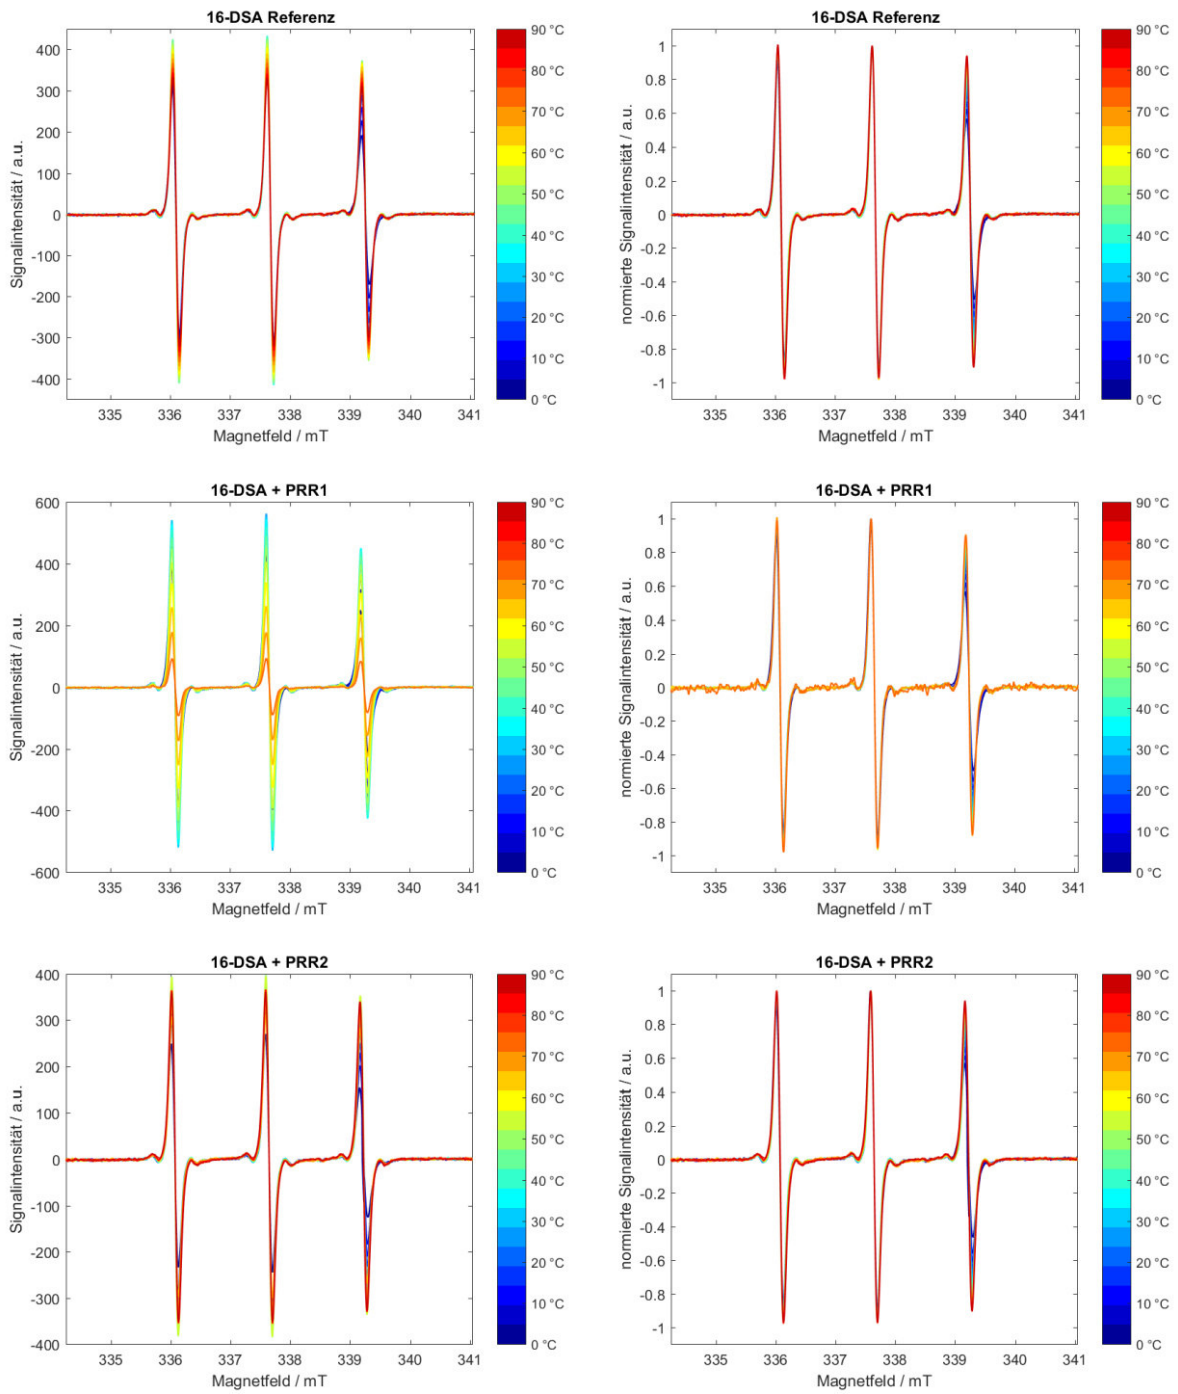 16-DSA Referenz
Signalintensität / a.u.
400
300
200
100
0
-100
-200
-300
-400
335 336 337 338 339 340 341
Magnetfeld / mT
90 °C
80 °C
70 °C
60 °C
50 °C
40 °C
30 °C
20 °C
10 °C
0 °C
16-DSA Referenz
normierte Signalintensität / a.u.
1
0.8
0.6
0.4
0.2
0
-0.2
-0.4
-0.6
-0.8
-1
335 336 337 338 339 340 341
Magnetfeld / mT
90 °C
80 °C
70 °C
60 °C
50 °C
40 °C
30 °C
20 °C
10 °C
0 °C
16-DSA + PRR1
Signalintensität / a.u.
600
400
200
0
-200
-400
-600
335 336 337 338 339 340 341
Magnetfeld / mT
90 °C
80 °C
70 °C
60 °C
50 °C
40 °C
30 °C
20 °C
10 °C
0 °C
16-DSA + PRR1
normierte Signalintensität / a.u.
1
0.8
0.6
0.4
0.2
0
-0.2
-0.4
-0.6
-0.8
-1
335 336 337 338 339 340 341
Magnetfeld / mT
90 °C
80 °C
70 °C
60 °C
50 °C
40 °C
30 °C
20 °C
10 °C
0 °C
16-DSA + PRR2
Signalintensität / a.u.
400
300
200
100
0
-100
-200
-300
-400
335 336 337 338 339 340 341
Magnetfeld / mT
90 °C
80 °C
70 °C
60 °C
50 °C
40 °C
30 °C
20 °C
10 °C
0 °C
16-DSA + PRR2
normierte Signalintensität / a.u.
1
0.8
0.6
0.4
0.2
0
-0.2
-0.4
-0.6
-0.8
-1
335 336 337 338 339 340 341
Magnetfeld / mT
90 °C
80 °C
70 °C
60 °C
50 °C
40 °C
30 °C
20 °C
10 °C
0 °C